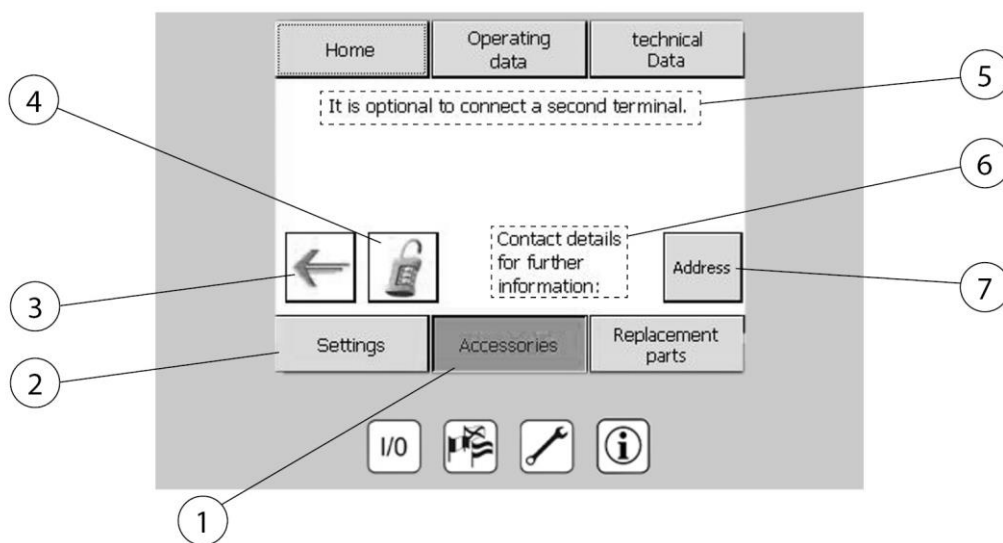 Home
Operating
data
technical
Data
It is optional to connect a second terminal.
Contact details
for further
information:
Address
Settings
Accessories
Replacement
parts
I/0
i
1
2
3
4
5
6
7